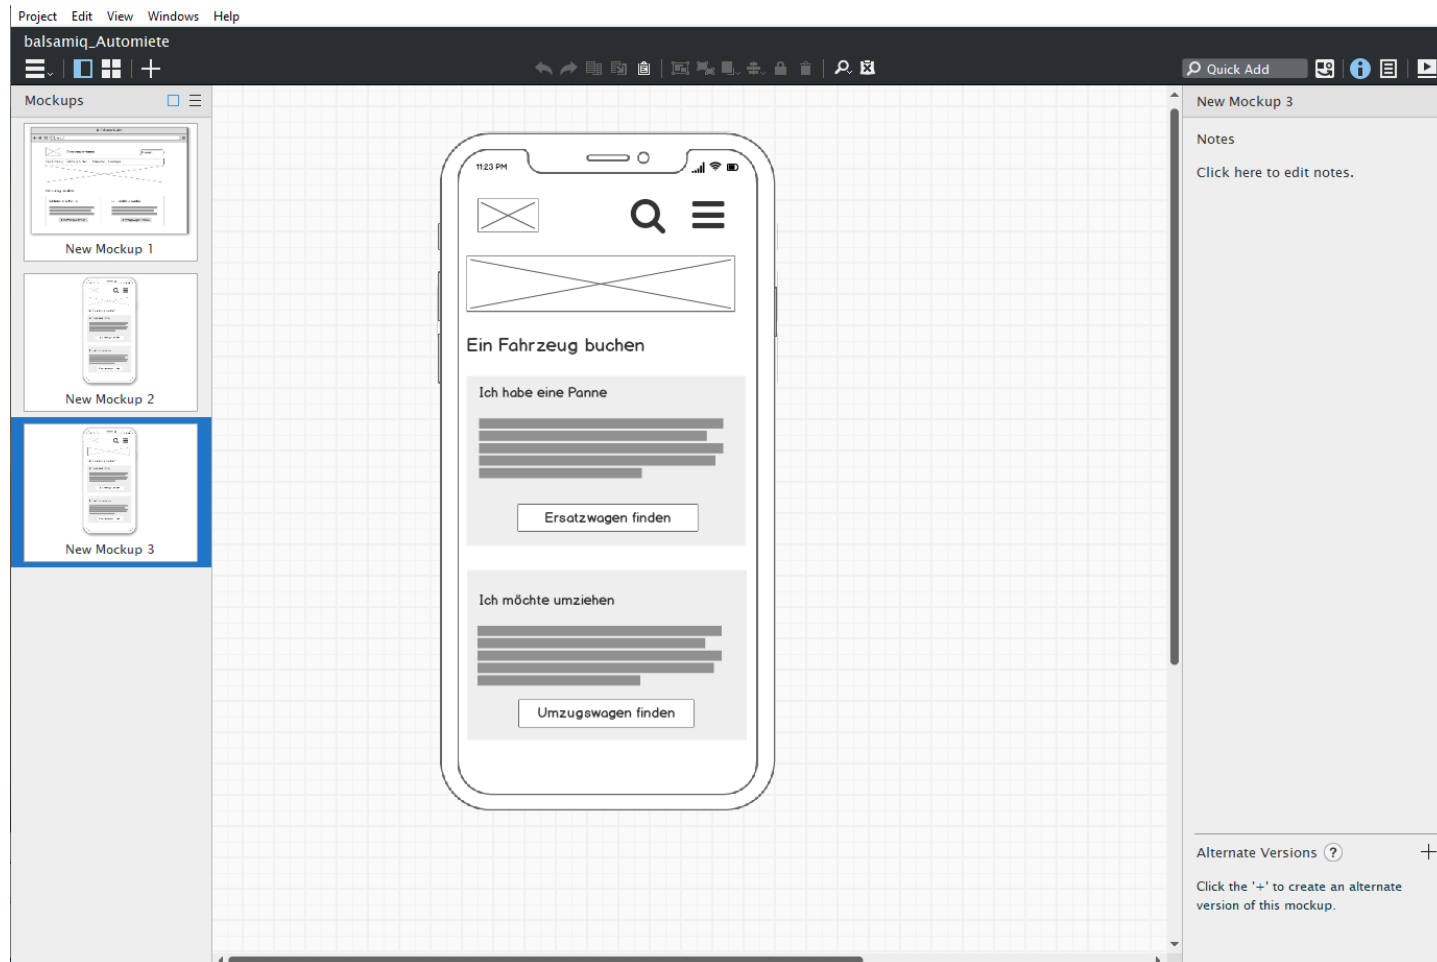 Project Edit View Windows Help
balsamiq_Automiete
Quick Add
Mockups
New Mockup 1
New Mockup 2
New Mockup 3
11:23 PM
Ein Fahrzeug buchen
Ich habe eine Panne
Ersatzwagen finden
Ich möchte umziehen
Umzugswagen finden
New Mockup 3
Notes
Click here to edit notes.
Alternate Versions ?
Click the '+' to create an alternate
version of this mockup.